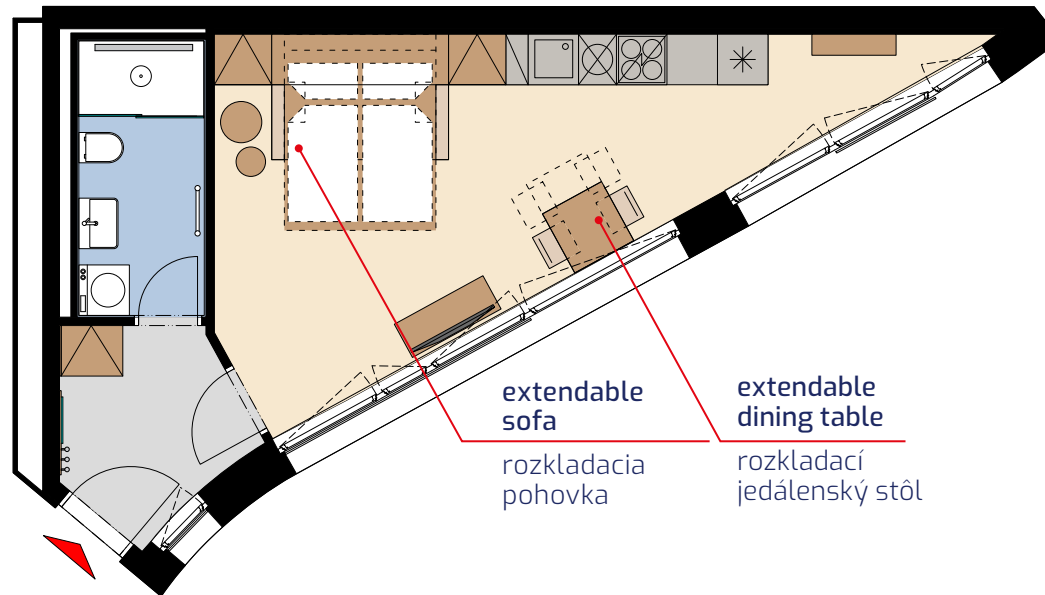 extendable
sofa
rozkladacia
pohovka
extendable
dining table
rozkladací
jedálenský stôl